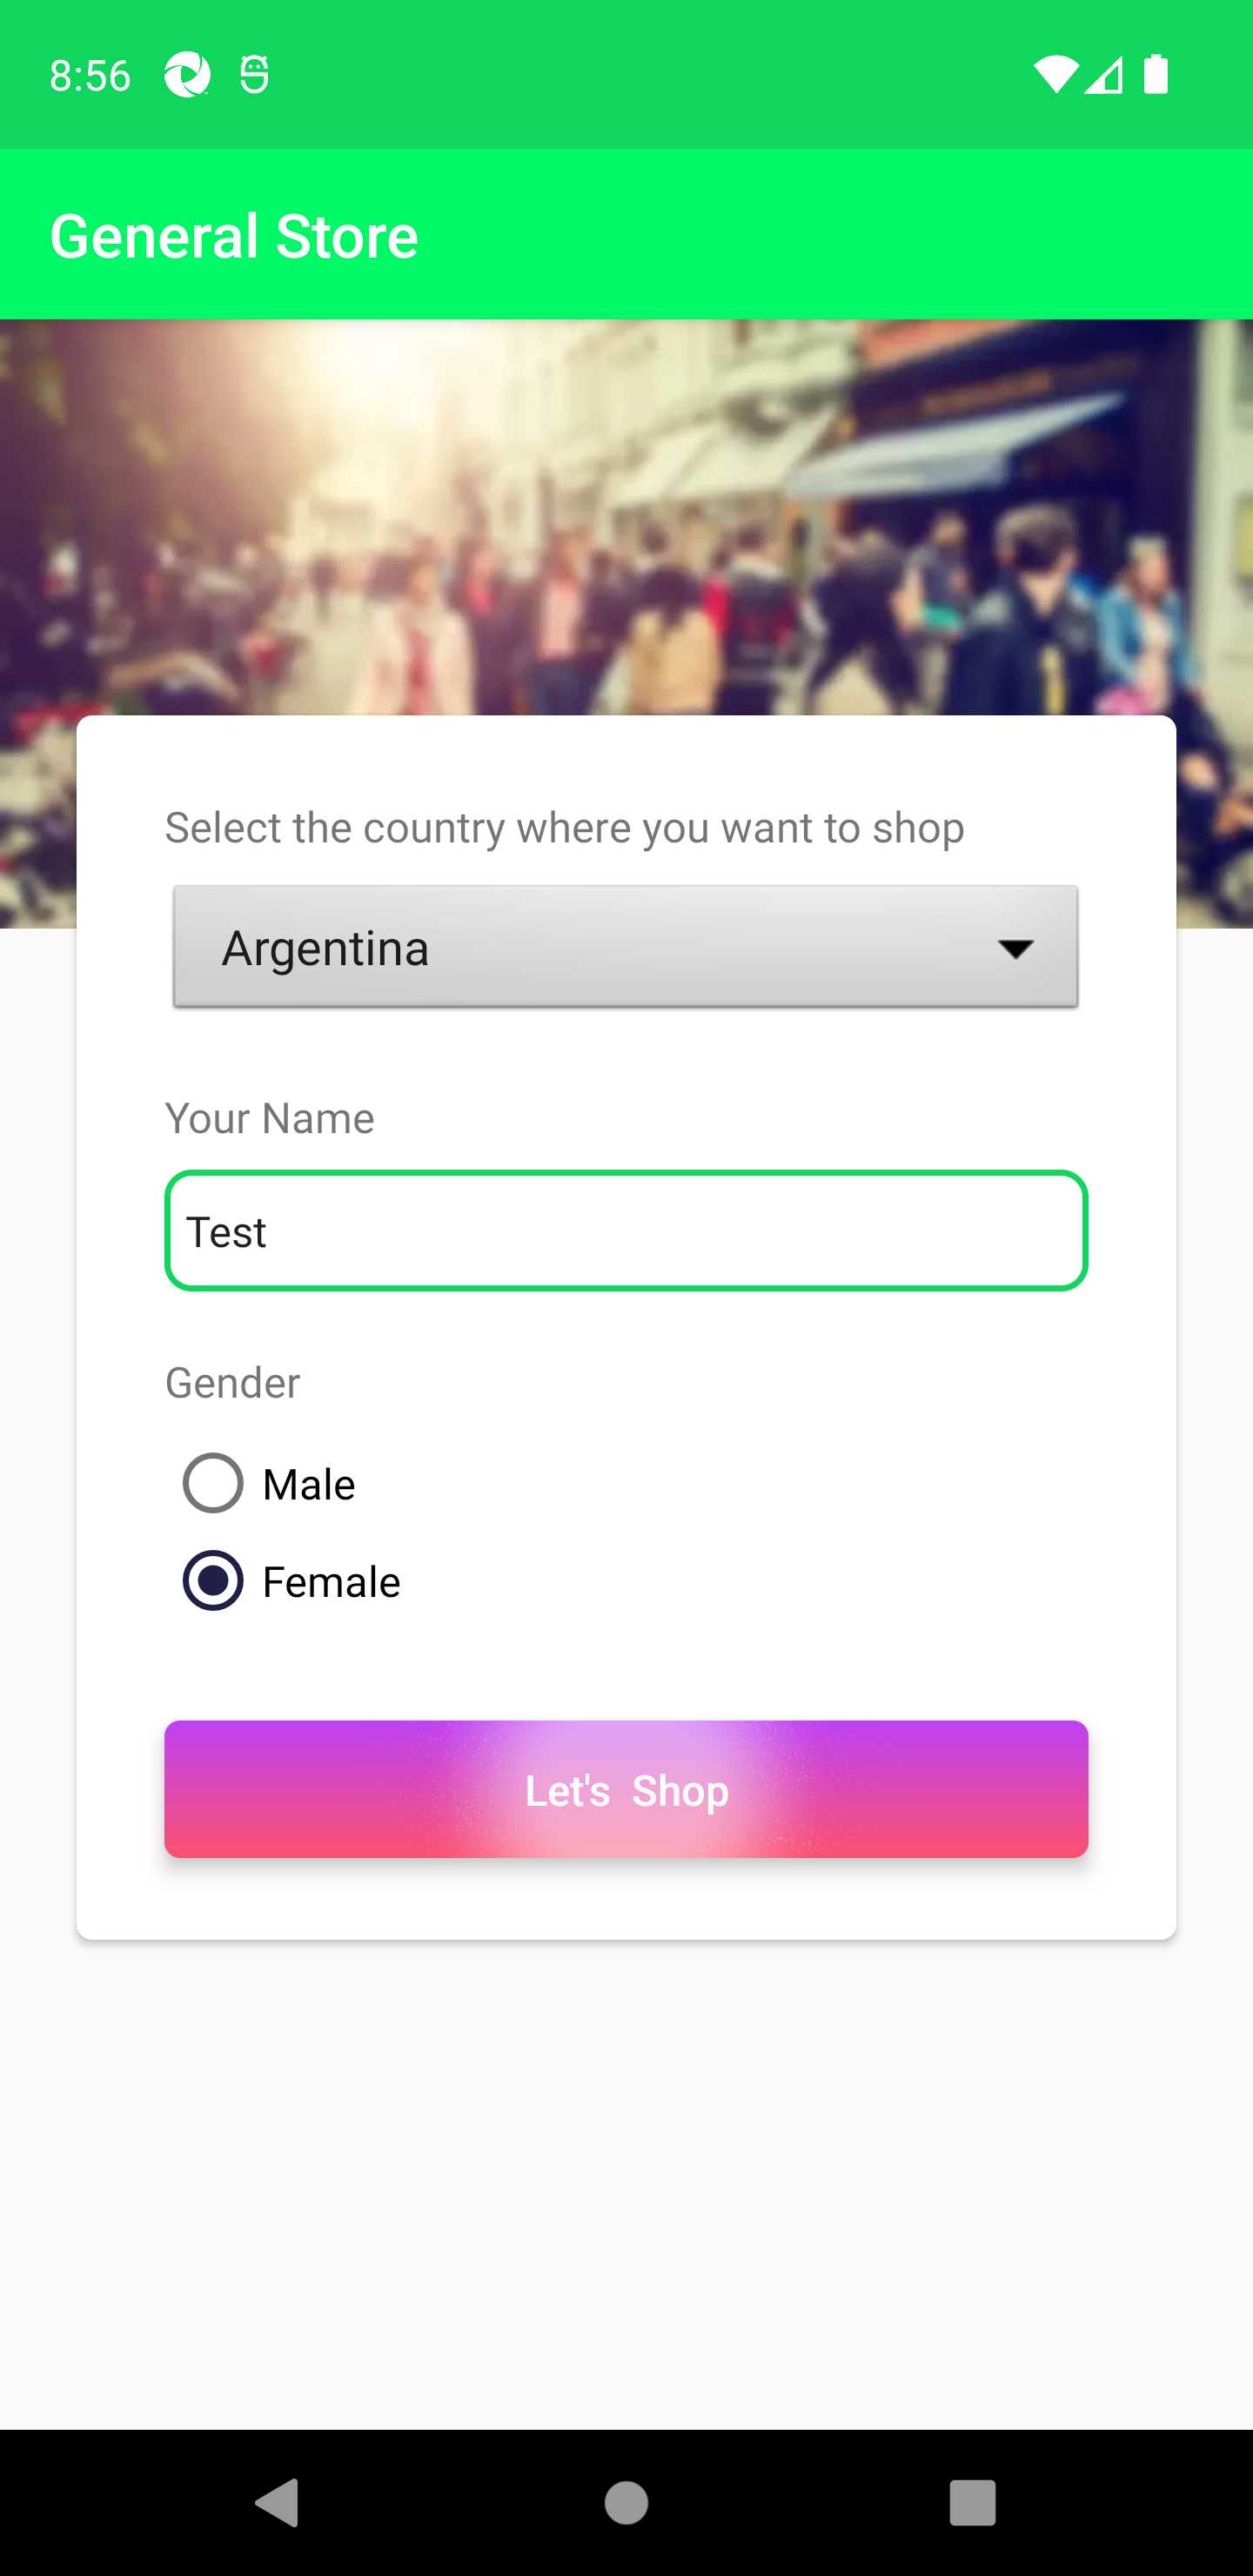 8:56
General Store
Select the country where you want to shop
Argentina
Your Name
Test
Gender
Male
Female
Let's Shop